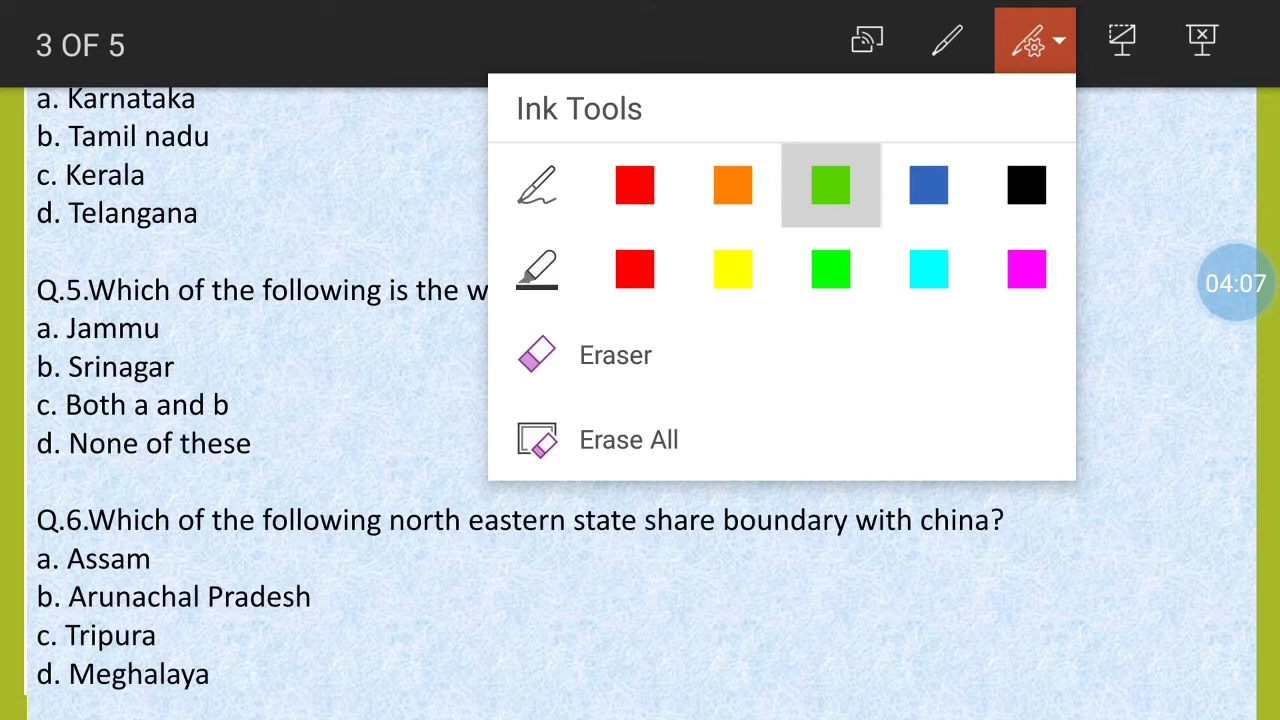 3 OF 5
Ink Tools
a. Karnataka
b. Tamil nadu
c. Kerala
d. Telangana
04:07
Q.5.Which of the following is the w
a. Jammu
b. Srinagar
c. Both a and b
d. None of these
Eraser
Erase All
Q.6.Which of the following north eastern state share boundary with china?
a. Assam
b. Arunachal Pradesh
c. Tripura
d. Meghalaya